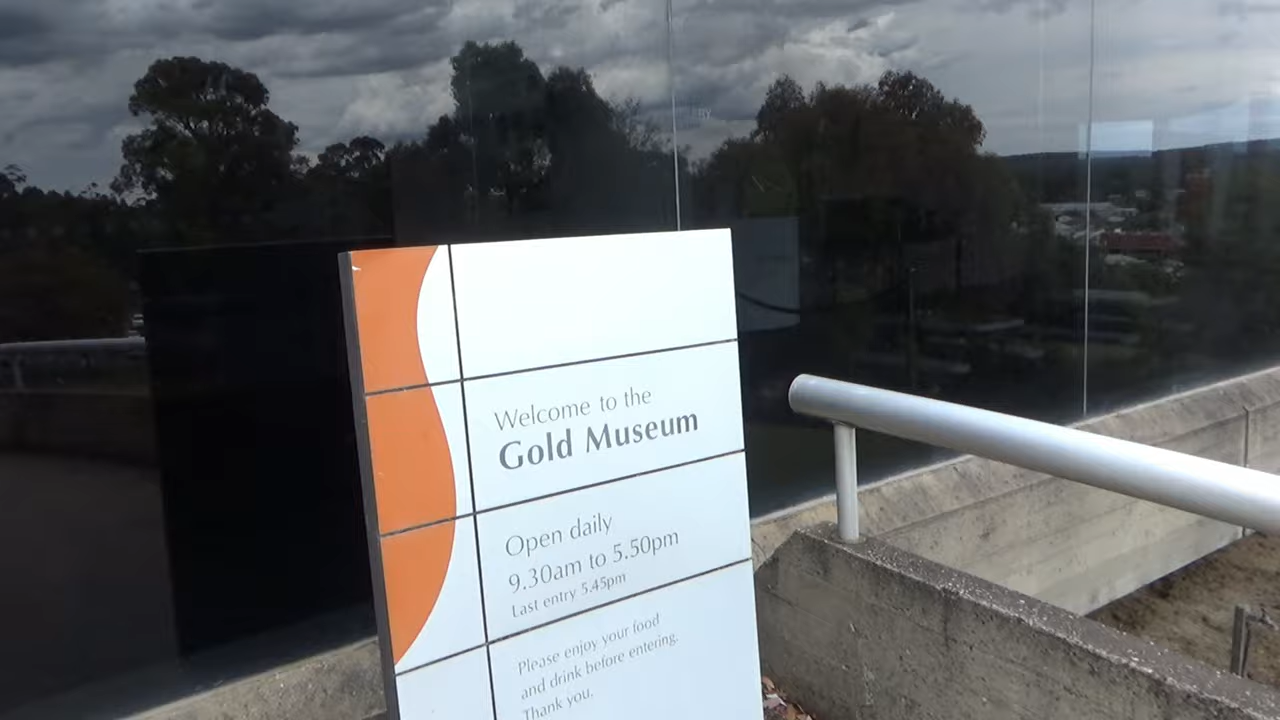 Welcome to the
Gold Museum
Open daily
9.30am to 5.50pm
Last entry 5.45pm
Please enjoy your food
and drink before entering.
Thank you.